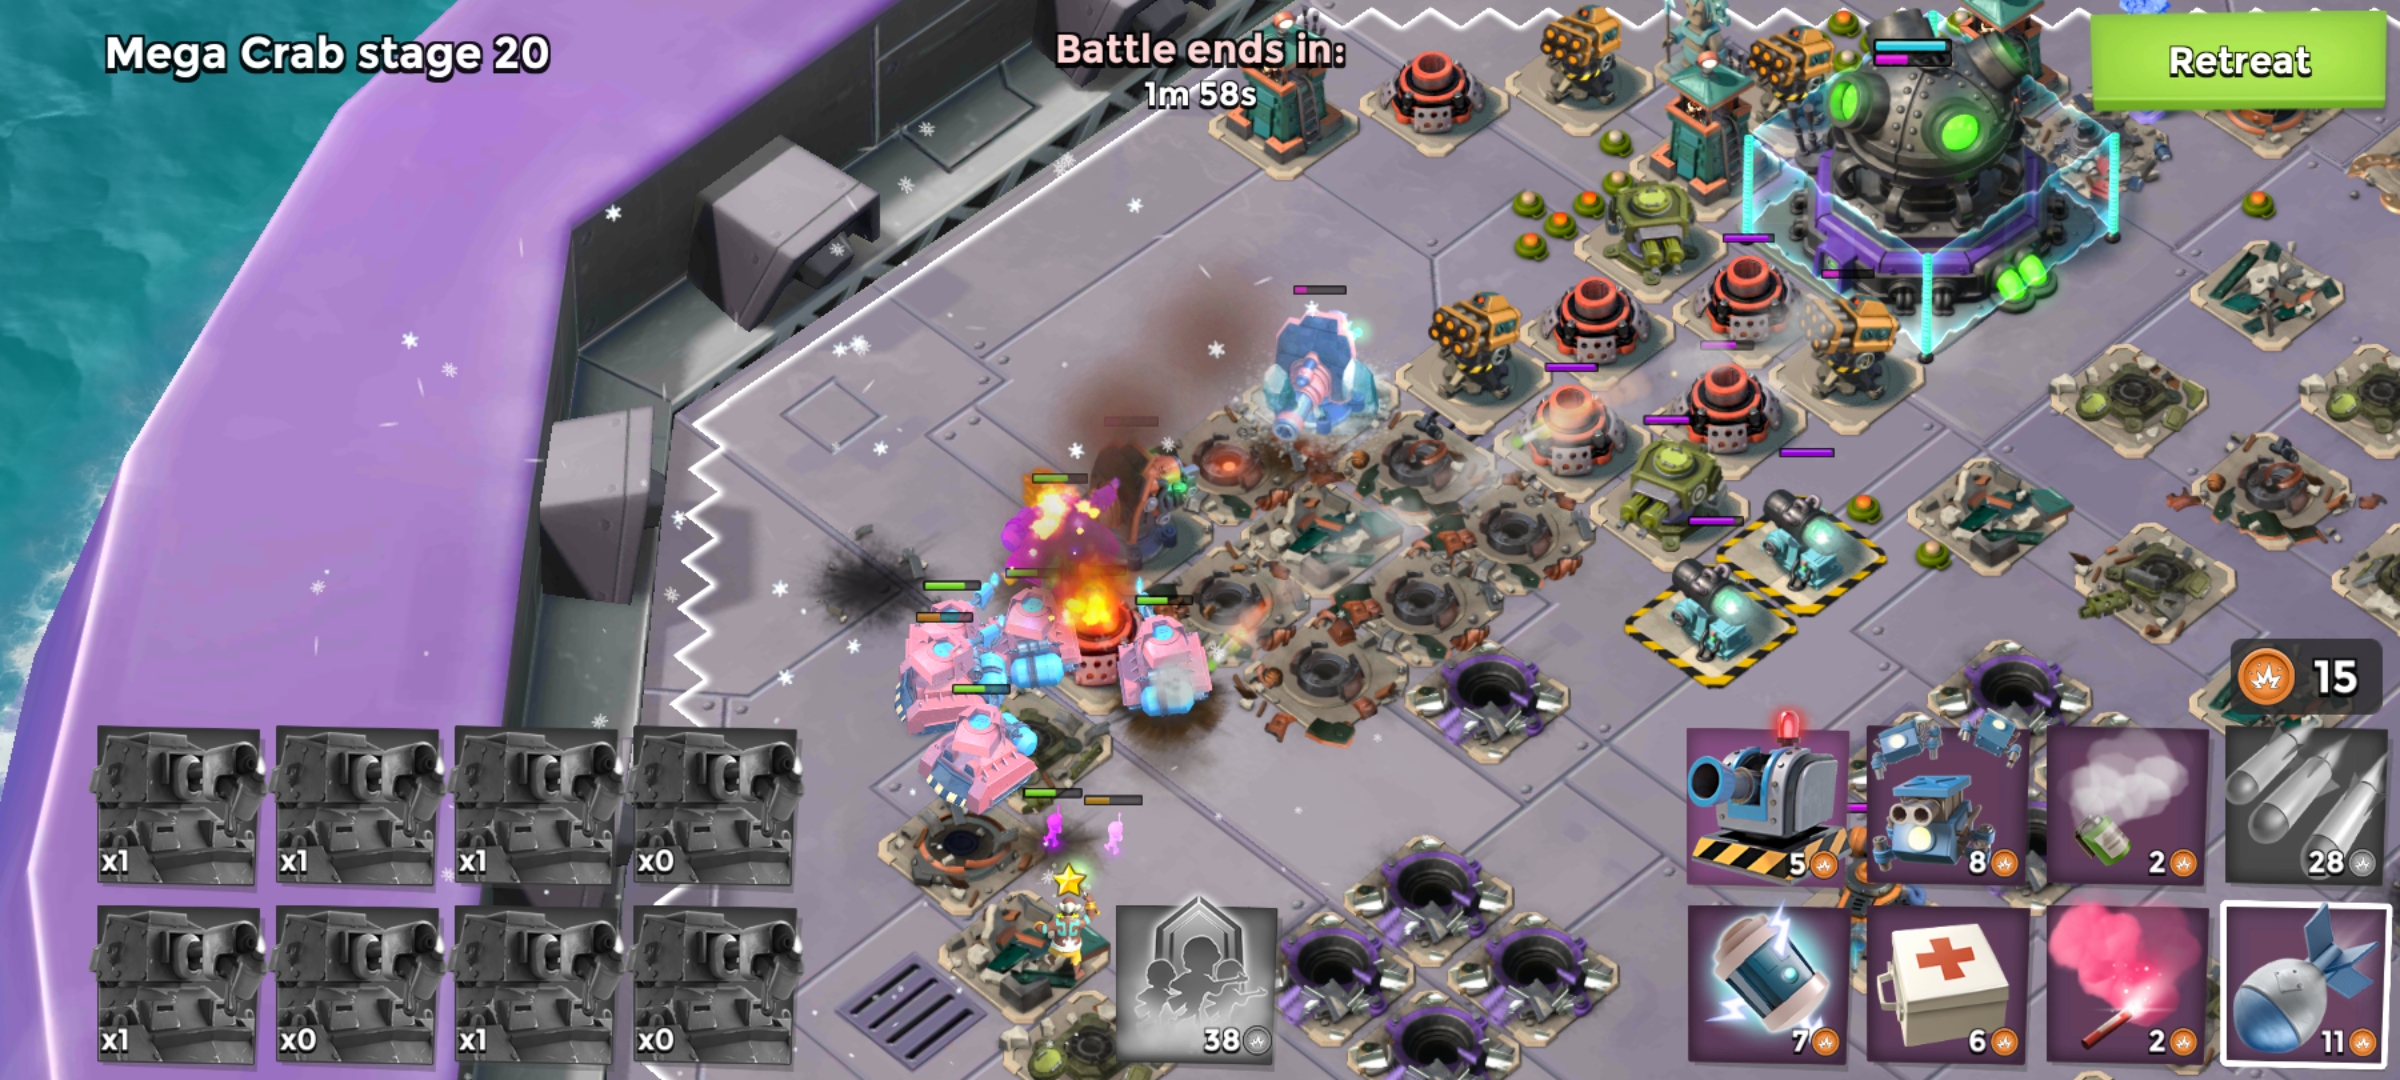 Mega Crab stage 20
Battle ends in:
1m 58s
Retreat
15
x1
x1
x1
x0
5
8
2
28
x1
x0
x1
x0
38
7
6
2
11